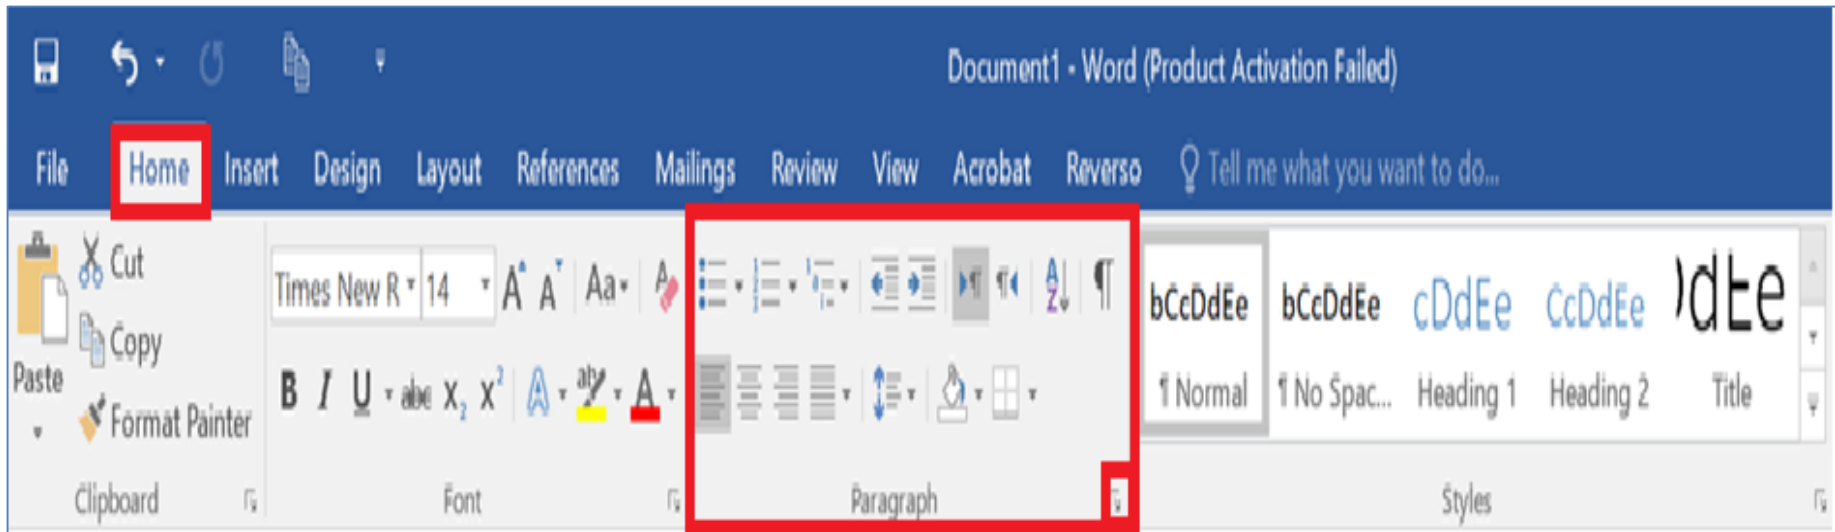 Document1 - Word (Product Activation Failed)
File Home Insert Design Layout References Mailings Review View Acrobat Reverso Tell me what you want to do...
Cut
Copy
Paste
Format Painter
Clipboard
Times New R 14 A A Aa A
B I U abc X2 X² A ab A
Font
A
Z
Paragraph
bCcDdEe bCcDdEe cDdEe CcDdEe dEe
¶ Normal ¶ No Spac... Heading 1 Heading 2 Title
Styles